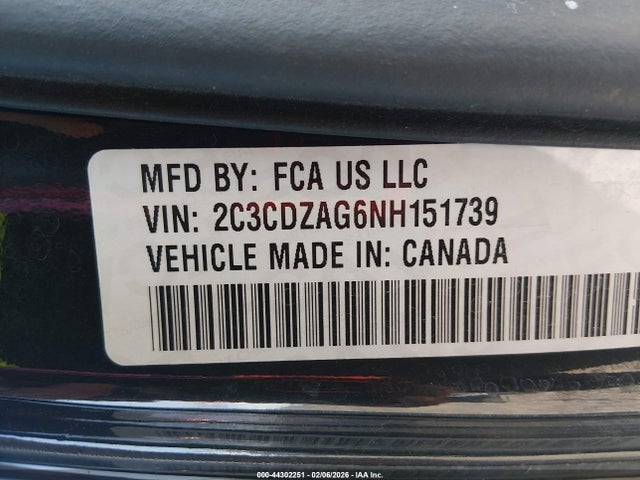 MFD BY: FCA US LLC
VIN: 2C3CDZAG6NH151739
VEHICLE MADE IN: CANADA
000-44302251 - 02/06/2026 - IAA Inc.